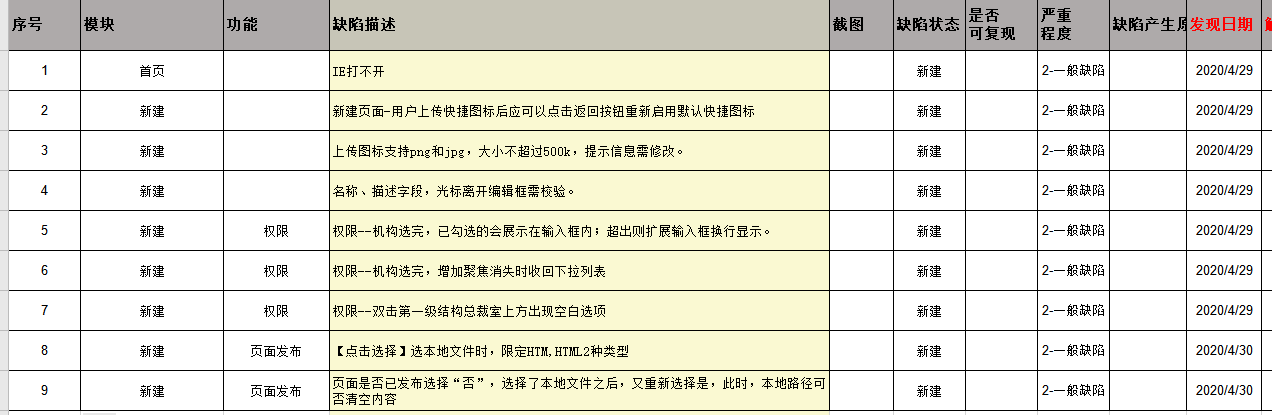 序号 模块 功能 缺陷描述 截图 缺陷状态 是否可复现 严重程度 缺陷产生原 发现日期
1 首页 IE打不开 新建 2-一般缺陷 2020/4/29
2 新建 新建页面-用户上传快捷图标后应可以点击返回按钮重新启用默认快捷图标 新建 2-一般缺陷 2020/4/29
3 新建 上传图标支持png和jpg，大小不超过500k，提示信息需修改。 新建 2-一般缺陷 2020/4/29
4 新建 名称、描述字段，光标离开编辑框需校验。 新建 2-一般缺陷 2020/4/29
5 新建 权限 权限--机构选完，已勾选的会展示在输入框内；超出则扩展输入框换行显示。 新建 2-一般缺陷 2020/4/29
6 新建 权限 权限--机构选完，增加聚焦消失时收回下拉列表 新建 2-一般缺陷 2020/4/29
7 新建 权限 权限--双击第一级结构总裁室上方出现空白选项 新建 2-一般缺陷 2020/4/29
8 新建 页面发布 【点击选择】选本地文件时，限定HTM,HTML2种类型 新建 2-一般缺陷 2020/4/30
9 新建 页面发布 页面是否已发布选择“否”，选择了本地文件之后，又重新选择是，此时，本地路径可 新建 2-一般缺陷 2020/4/30
否清空内容